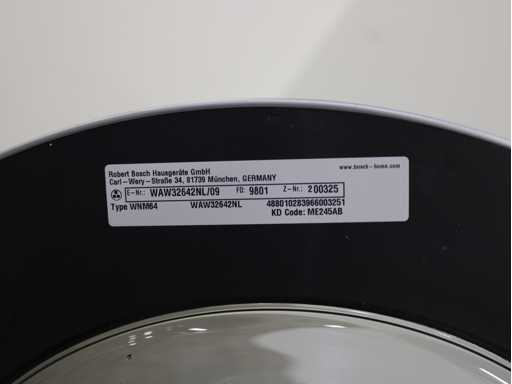 Robert Bosch Hausgeräte GmbH
www.bosch-home.com
Carl-Wery-Straße 34, 81739 München, GERMANY
E-Nr.: WAW32642NL/09 FD: 9801 Z-Nr.: 200325
Type WNM64 WAW32642NL 488010283966003251
KD Code: ME245AB